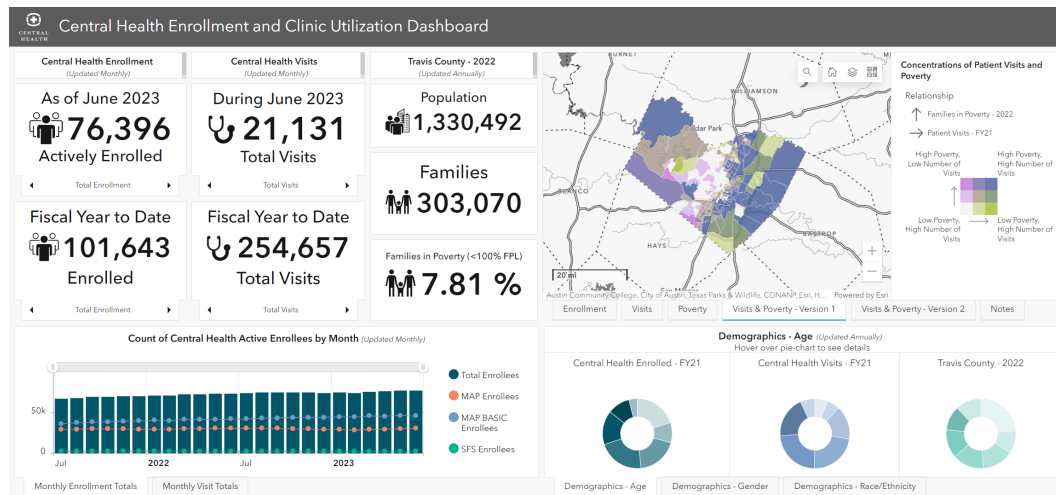 CENTRAL
HEALTH
Central Health Enrollment and Clinic Utilization Dashboard
Central Health Enrollment
(Updated Monthly)
As of June 2023
76,396
Actively Enrolled
Total Enrollment
Fiscal Year to Date
101,643
Enrolled
Total Enrollment
Central Health Visits
(Updated Monthly)
During June 2023
21,131
Total Visits
Total Visits
Fiscal Year to Date
254,657
Total Visits
Total Visits
Travis County - 2022
(Updated Annually)
Population
1,330,492
Families
303,070
Families in Poverty (<100% FPL)
7.81 %
BURNET
WILLIAMSON
Cedar Park
BLANCO
HAYS
BASTROP
20 mi
Austin Community College, City of Austin, Texas Parks & Wildlife, CONANP, Esri, H...
Powered by Esri
+
−
Concentrations of Patient Visits and
Poverty
Relationship
Families in Poverty - 2022
Patient Visits - FY21
High Poverty,
Low Number of
Visits
High Poverty,
High Number of
Visits
Low Poverty,
High Number of
Visits
Low Poverty,
High Number of
Visits
Enrollment
Visits
Poverty
Visits & Poverty - Version 1
Visits & Poverty - Version 2
Notes
Count of Central Health Active Enrollees by Month (Updated Monthly)
50k
0
Jul
2022
Jul
2023
Total Enrollees
MAP Enrollees
MAP BASIC
Enrollees
SFS Enrollees
Monthly Enrollment Totals
Monthly Visit Totals
Demographics - Age (Updated Annually)
Hover over pie-chart to see details
Central Health Enrolled - FY21
Central Health Visits - FY21
Travis County - 2022
Demographics - Age
Demographics - Gender
Demographics - Race/Ethnicity